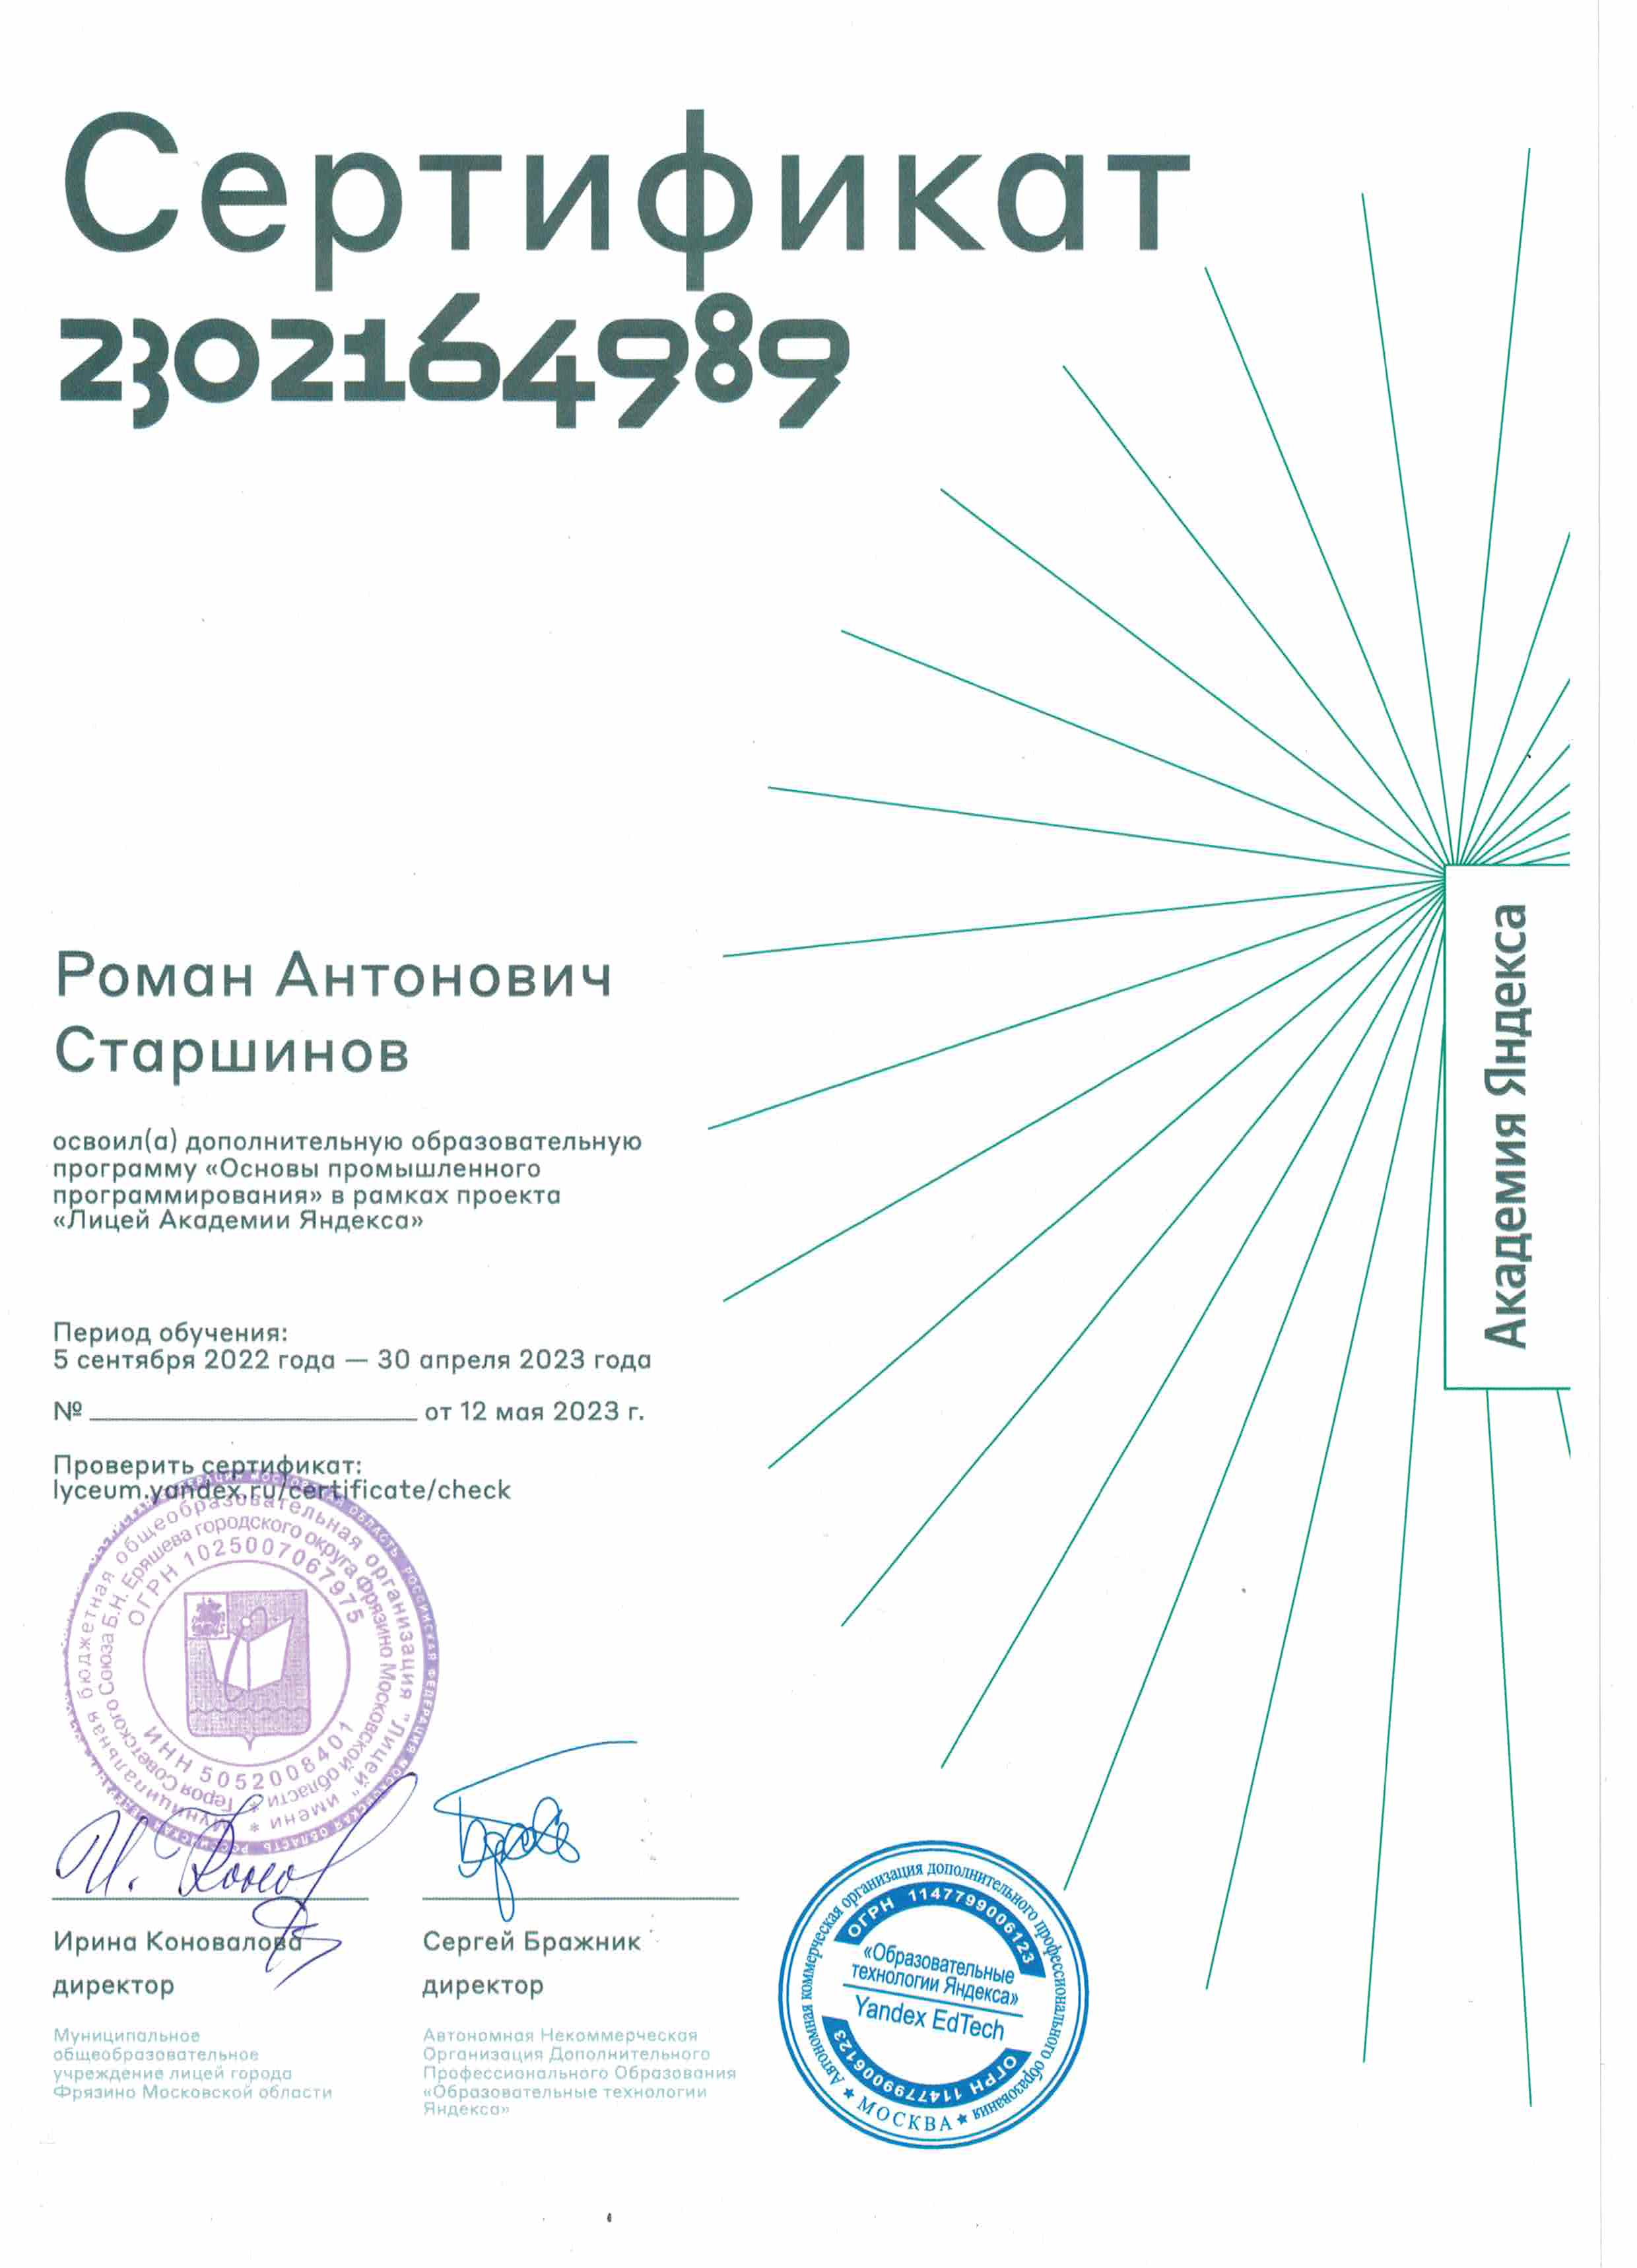 Сертификат
2302164989
Академия Яндекса
Роман Антонович
Старшинов
освоил(а) дополнительную образовательную
программу «Основы промышленного
программирования» в рамках проекта
«Лицей Академии Яндекса»
Период обучения:
5 сентября 2022 года — 30 апреля 2023 года
№ от 12 мая 2023 г.
Проверить сертификат:
lyceum.yandex.ru/certificate/check
Муниципальная бюджетная общеобразовательная организация "Лицей" имени *
Героя Советского Союза Б.Н. Еряшева городского округа Фрязино Московской области *
ОГРН 1025007067975
ИНН 5052008401
Ирина Коновалова
директор
Муниципальное
общеобразовательное
учреждение лицей города
Фрязино Московской области
Сергей Бражник
директор
Автономная Некоммерческая
Организация Дополнительного
Профессионального Образования
«Образовательные технологии
Яндекса»
Автономная некоммерческая организация дополнительного профессионального образования
★ МОСКВА ★
ОГРН 1147799006123
«Образовательные
технологии Яндекса»
Yandex EdTech
ОГРН 1147799006123